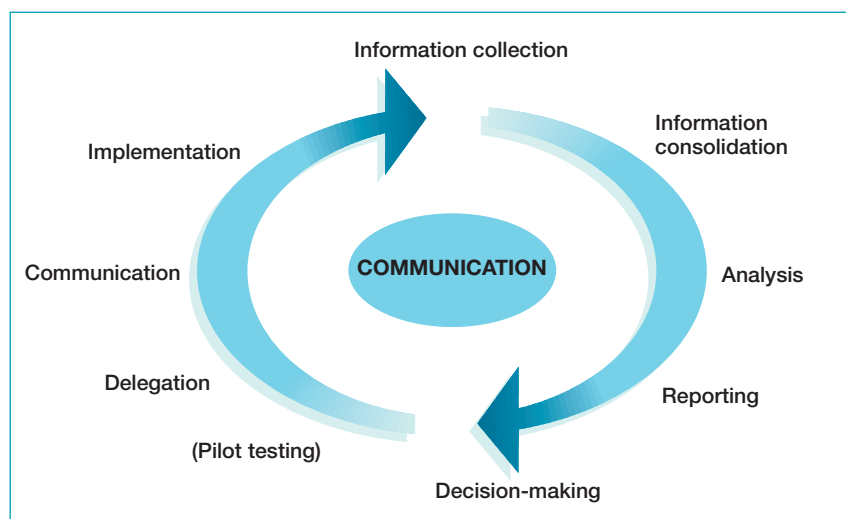 Information collection
Information
consolidation
Analysis
Reporting
Decision-making
(Pilot testing)
Delegation
Communication
Implementation
COMMUNICATION